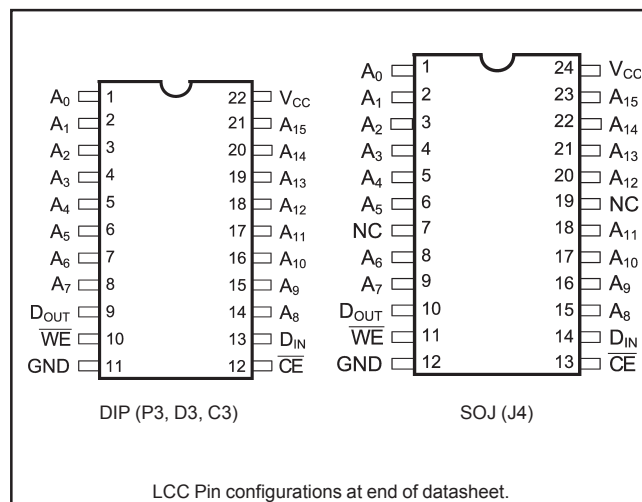 A0 1 22 VCC
A1 2 21 A15
A2 3 20 A14
A3 4 19 A13
A4 5 18 A12
A5 6 17 A11
A6 7 16 A10
A7 8 15 A9
DOUT 9 14 A8
WE 10 13 DIN
GND 11 12 CE
DIP (P3, D3, C3)
A0 1 24 VCC
A1 2 23 A15
A2 3 22 A14
A3 4 21 A13
A4 5 20 A12
A5 6 19 NC
NC 7 18 A11
A6 8 17 A10
A7 9 16 A9
DOUT 10 15 A8
WE 11 14 DIN
GND 12 13 CE
SOJ (J4)
LCC Pin configurations at end of datasheet.